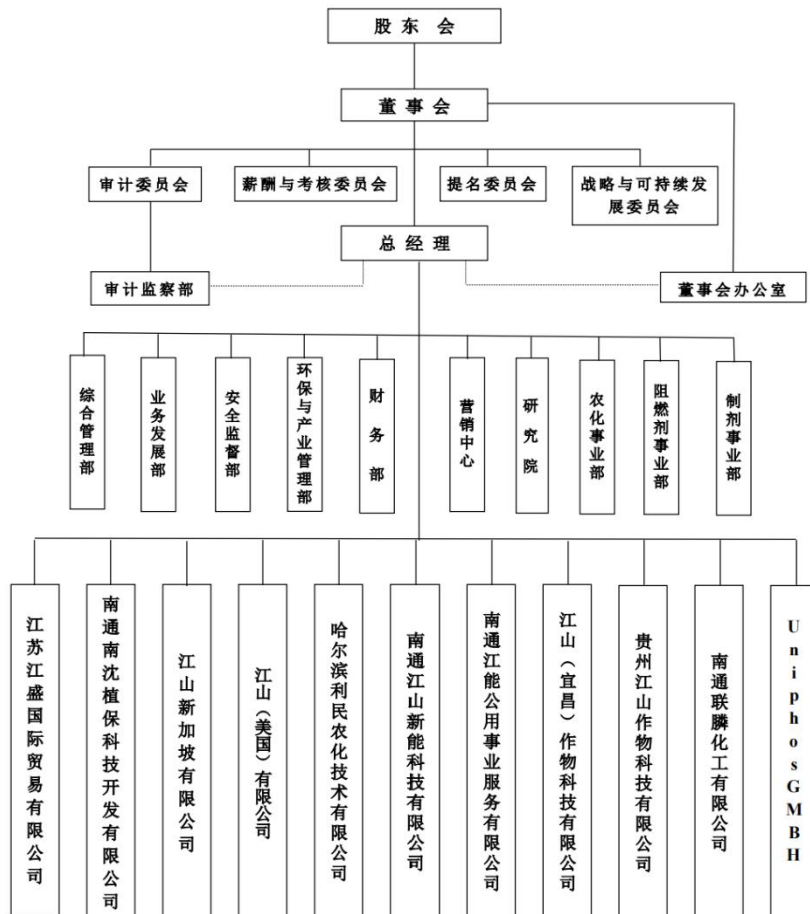 股东 会
董事会
审计委员会
薪酬与考核委员会
提名委员会
战略与可持续发
展委员会
总经理
审计监察部
董事会办公室
综合管理部
业务发展部
安全监督部
环保与产业管理部
财务部
营销中心
研究院
农化事业部
阻燃剂事业部
制剂事业部
江苏江盛国际贸易有限公司
南通南沈植保科技开发有限公司
江山新加坡有限公司
江山（美国）有限公司
哈尔滨利民农化技术有限公司
南通江山新能科技有限公司
南通江能公用事业服务有限公司
江山（宜昌）作物科技有限公司
贵州江山作物科技有限公司
南通联膦化工有限公司
UniphosGMBH